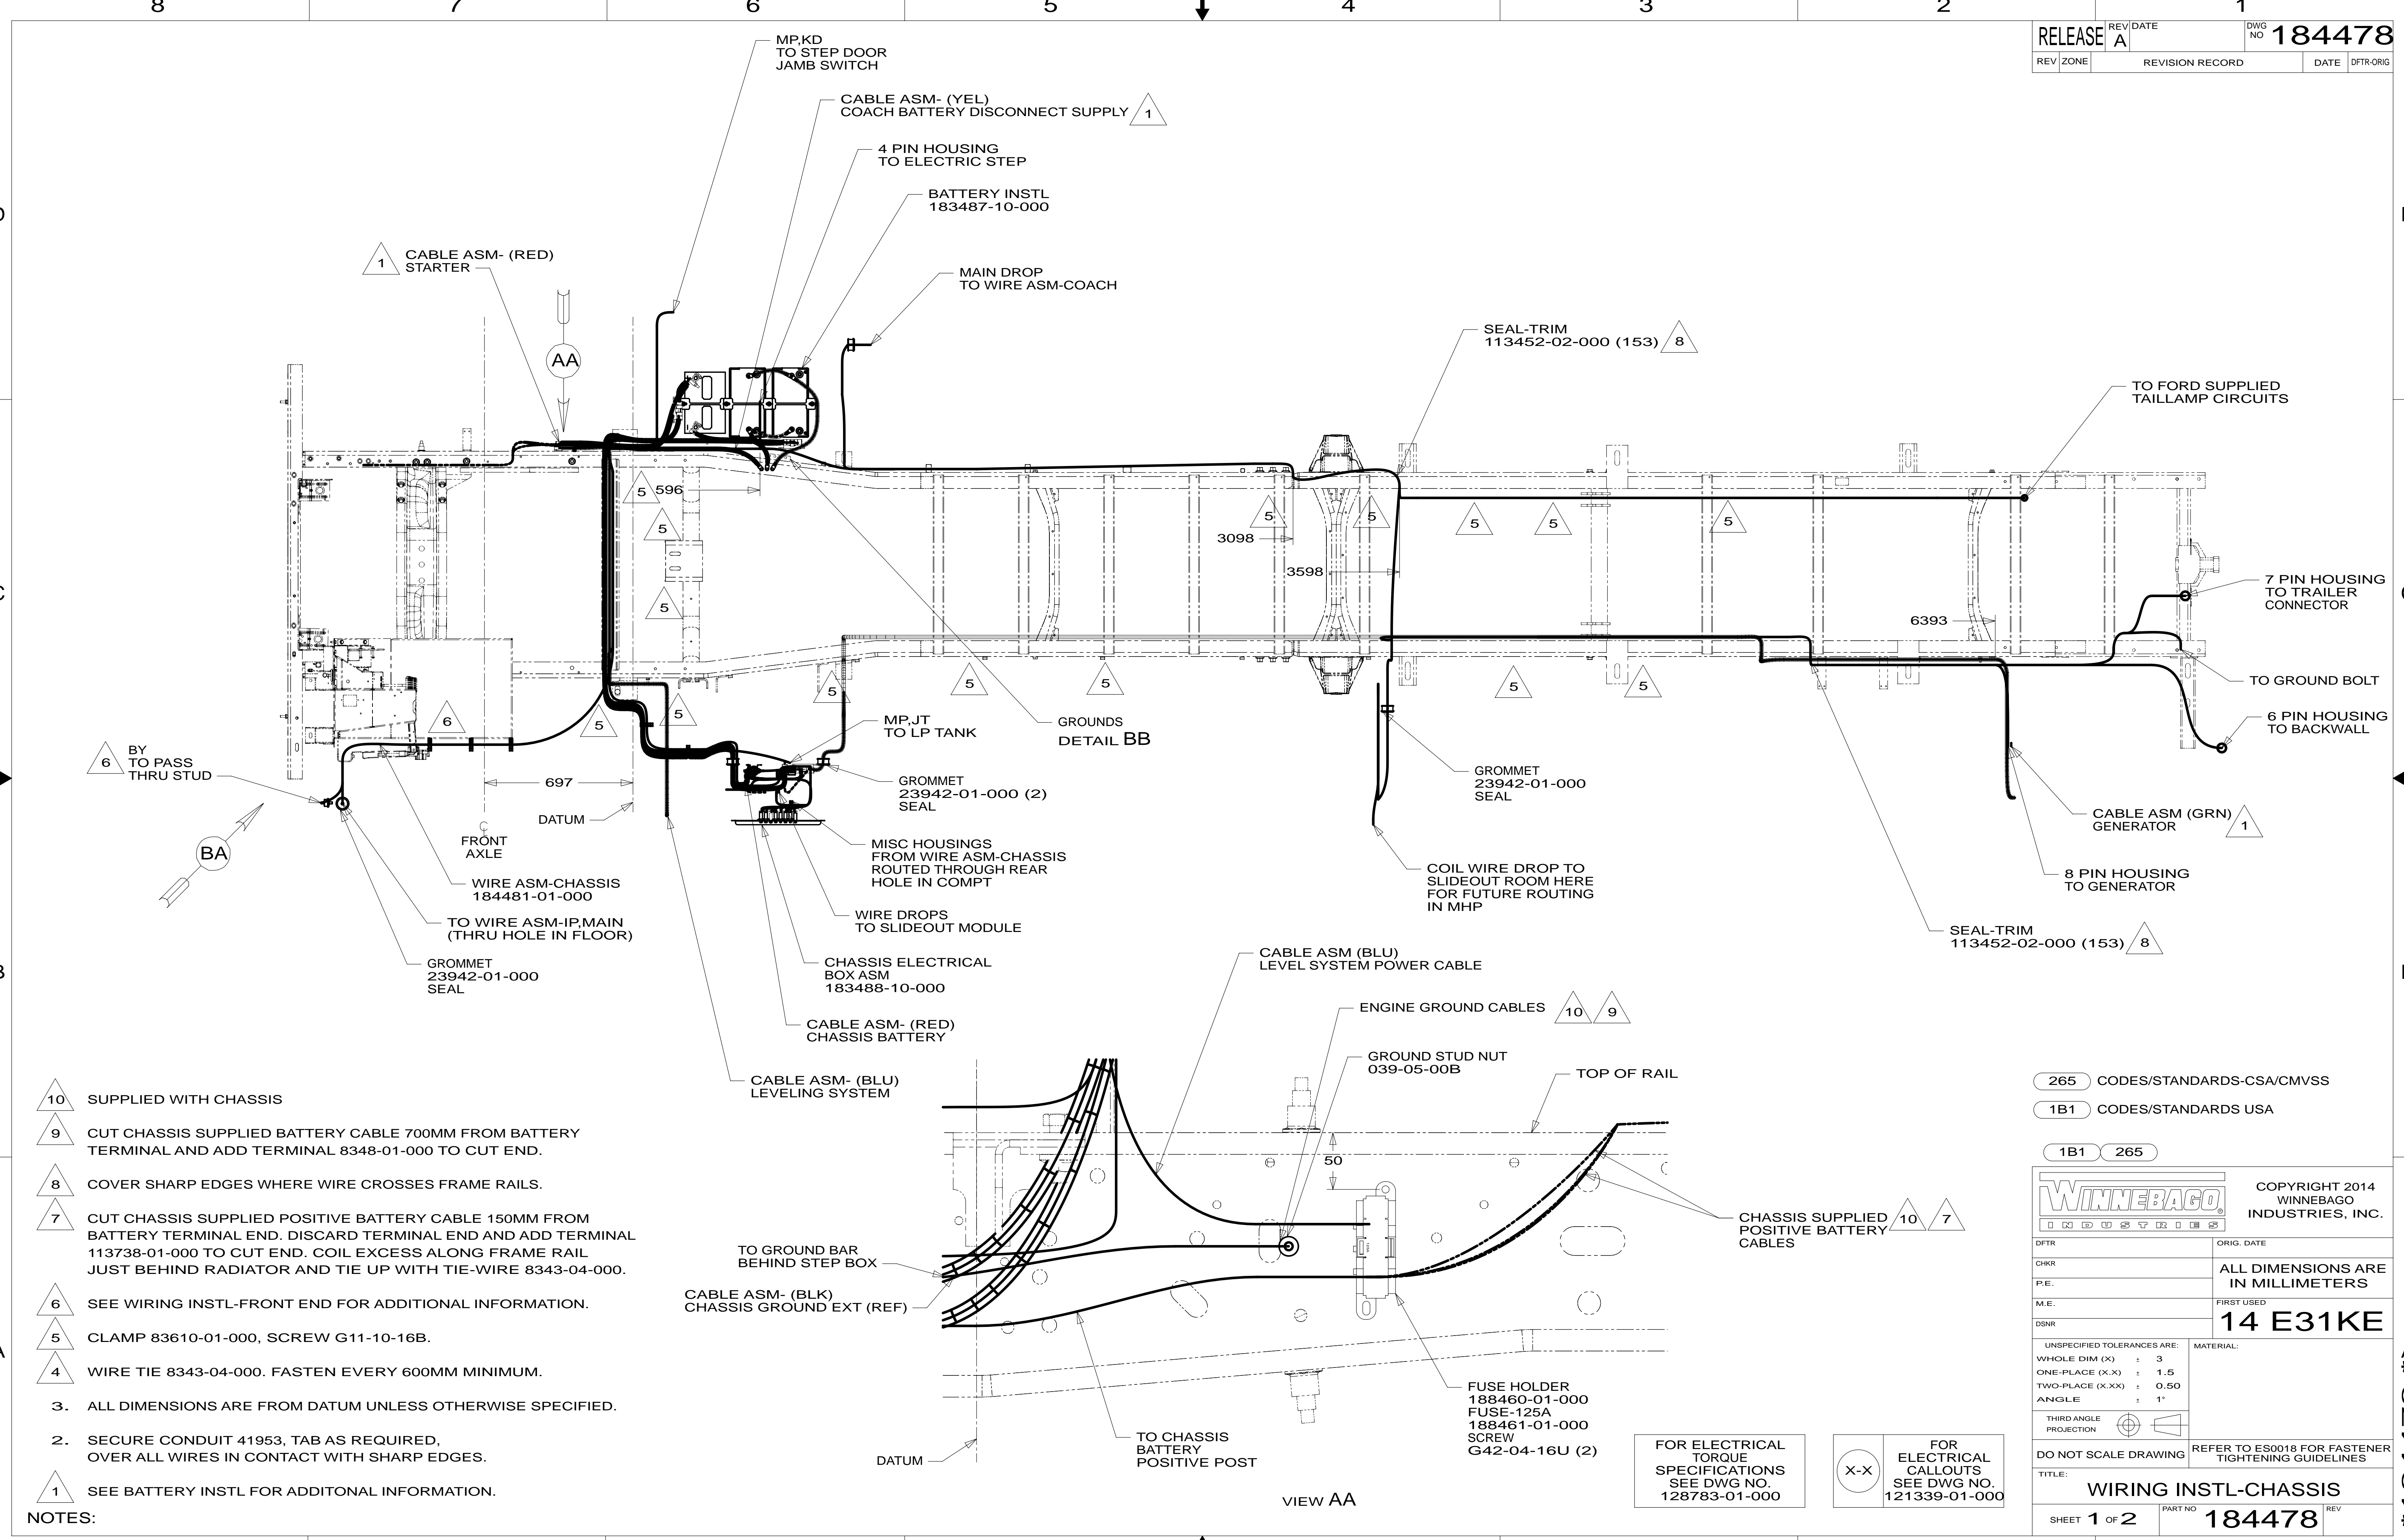 8 7 6 5 4 3 2 1
RELEASE
REV
A
DATE
DWG
NO
184478
REV ZONE REVISION RECORD DATE DFTR-ORIG
MP,KD
TO STEP DOOR
JAMB SWITCH
CABLE ASM- (YEL)
COACH BATTERY DISCONNECT SUPPLY 1
4 PIN HOUSING
TO ELECTRIC STEP
BATTERY INSTL
183487-10-000
1 CABLE ASM- (RED)
STARTER
MAIN DROP
TO WIRE ASM-COACH
AA
SEAL-TRIM
113452-02-000 (153) 8
TO FORD SUPPLIED
TAILLAMP CIRCUITS
5 596
5
5
5 5 5 5 5
3098
3598
7 PIN HOUSING
TO TRAILER
CONNECTOR
6393
TO GROUND BOLT
6 PIN HOUSING
TO BACKWALL
5 5 5 5 5
5 5
6
6 BY
TO PASS
THRU STUD
697
DATUM
BA
C
L
FRONT
AXLE
MP,JT
TO LP TANK
GROUNDS
DETAIL BB
GROMMET
23942-01-000 (2)
SEAL
GROMMET
23942-01-000
SEAL
CABLE ASM (GRN)
GENERATOR 1
8 PIN HOUSING
TO GENERATOR
MISC HOUSINGS
FROM WIRE ASM-CHASSIS
ROUTED THROUGH REAR
HOLE IN COMPT
COIL WIRE DROP TO
SLIDEOUT ROOM HERE
FOR FUTURE ROUTING
IN MHP
WIRE ASM-CHASSIS
184481-01-000
TO WIRE ASM-IP,MAIN
(THRU HOLE IN FLOOR)
WIRE DROPS
TO SLIDEOUT MODULE
SEAL-TRIM
113452-02-000 (153) 8
GROMMET
23942-01-000
SEAL
CHASSIS ELECTRICAL
BOX ASM
183488-10-000
CABLE ASM- (RED)
CHASSIS BATTERY
CABLE ASM- (BLU)
LEVELING SYSTEM
CABLE ASM (BLU)
LEVEL SYSTEM POWER CABLE
ENGINE GROUND CABLES 10 9
GROUND STUD NUT
039-05-00B
TOP OF RAIL
50
CHASSIS SUPPLIED
POSITIVE BATTERY
CABLES 10 7
TO GROUND BAR
BEHIND STEP BOX
CABLE ASM- (BLK)
CHASSIS GROUND EXT (REF)
FUSE HOLDER
188460-01-000
FUSE-125A
188461-01-000
SCREW
G42-04-16U (2)
TO CHASSIS
BATTERY
POSITIVE POST
DATUM
VIEW AA
10 SUPPLIED WITH CHASSIS
9 CUT CHASSIS SUPPLIED BATTERY CABLE 700MM FROM BATTERY
TERMINAL AND ADD TERMINAL 8348-01-000 TO CUT END.
8 COVER SHARP EDGES WHERE WIRE CROSSES FRAME RAILS.
7 CUT CHASSIS SUPPLIED POSITIVE BATTERY CABLE 150MM FROM
BATTERY TERMINAL END. DISCARD TERMINAL END AND ADD TERMINAL
113738-01-000 TO CUT END. COIL EXCESS ALONG FRAME RAIL
JUST BEHIND RADIATOR AND TIE UP WITH TIE-WIRE 8343-04-000.
6 SEE WIRING INSTL-FRONT END FOR ADDITIONAL INFORMATION.
5 CLAMP 83610-01-000, SCREW G11-10-16B.
4 WIRE TIE 8343-04-000. FASTEN EVERY 600MM MINIMUM.
3. ALL DIMENSIONS ARE FROM DATUM UNLESS OTHERWISE SPECIFIED.
2. SECURE CONDUIT 41953, TAB AS REQUIRED,
OVER ALL WIRES IN CONTACT WITH SHARP EDGES.
1 SEE BATTERY INSTL FOR ADDITONAL INFORMATION.
NOTES:
FOR ELECTRICAL
TORQUE
SPECIFICATIONS
SEE DWG NO.
128783-01-000
X-X
FOR
ELECTRICAL
CALLOUTS
SEE DWG NO.
121339-01-000
265 CODES/STANDARDS-CSA/CMVSS
1B1 CODES/STANDARDS USA
1B1 265
WINNEBAGO
INDUSTRIES
COPYRIGHT 2014
WINNEBAGO
INDUSTRIES, INC.
DFTR
CHKR
P.E.
M.E.
DSNR
ORIG. DATE
ALL DIMENSIONS ARE
IN MILLIMETERS
FIRST USED
14 E31KE
UNSPECIFIED TOLERANCES ARE:
WHOLE DIM (X) ± 3
ONE-PLACE (X.X) ± 1.5
TWO-PLACE (X.XX) ± 0.50
ANGLE ± 1°
MATERIAL:
THIRD ANGLE
PROJECTION
DO NOT SCALE DRAWING
REFER TO ES0018 FOR FASTENER
TIGHTENING GUIDELINES
TITLE:
WIRING INSTL-CHASSIS
SHEET 1 OF 2
PART NO
184478
REV